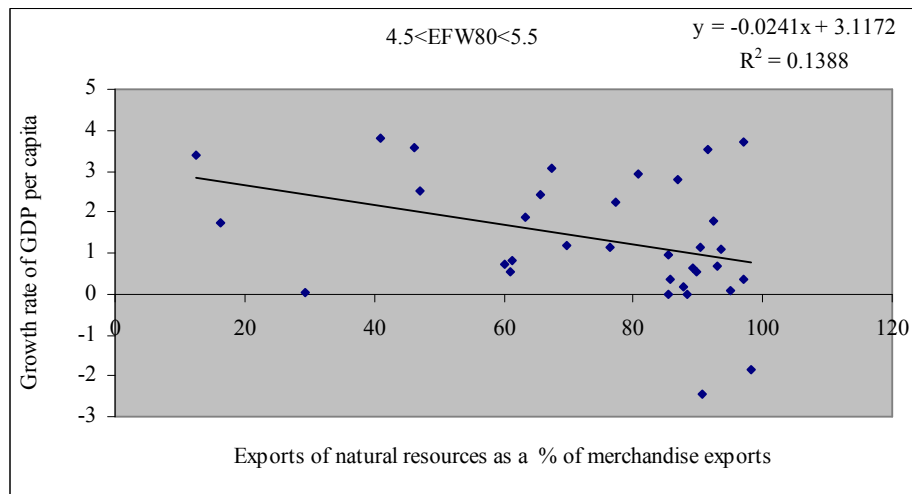 4.5<EFW80<5.5
y = -0.0241x + 3.1172
R² = 0.1388
Growth rate of GDP per capita
5
4
3
2
1
0
-1
-2
-3
0 20 40 60 80 100 120
Exports of natural resources as a % of merchandise exports